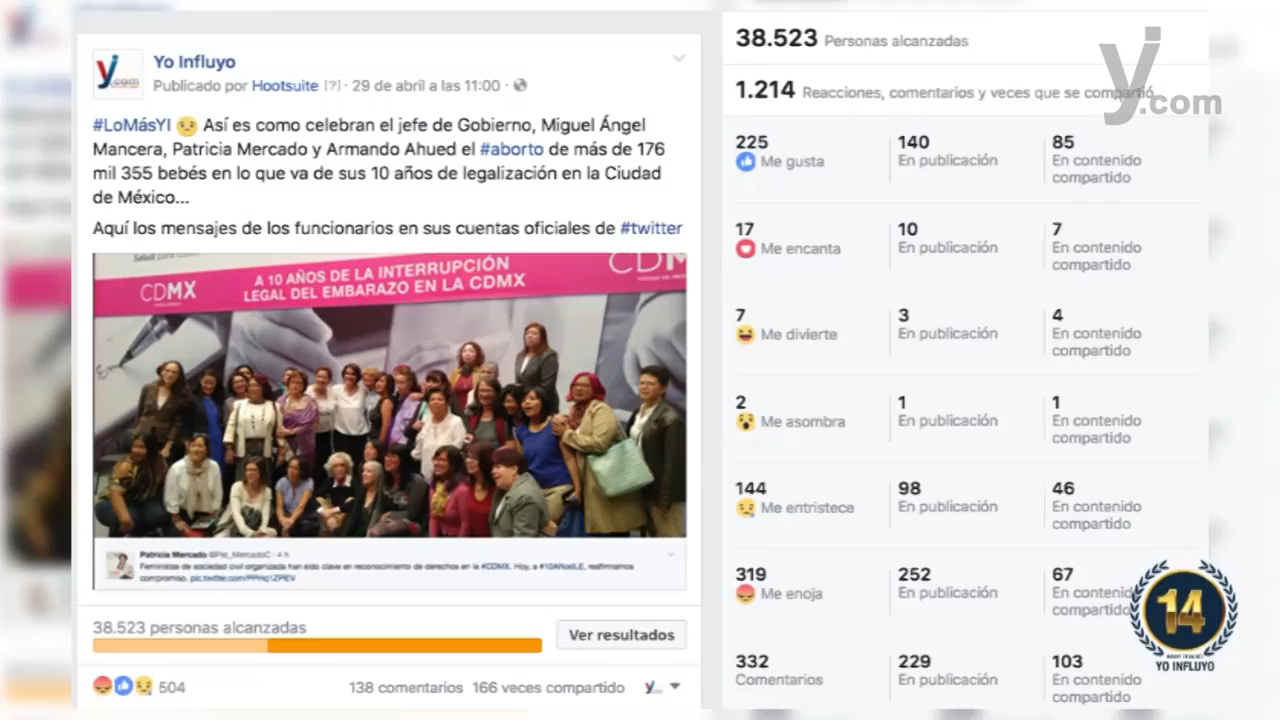 Yo Influyo
Publicado por Hootsuite [?] · 29 de abril a las 11:00 ·
#LoMásYI Así es como celebran el jefe de Gobierno, Miguel Ángel
Mancera, Patricia Mercado y Armando Ahued el #aborto de más de 176
mil 355 bebés en lo que va de sus 10 años de legalización en la Ciudad
de México...
Aquí los mensajes de los funcionarios en sus cuentas oficiales de #twitter
A 10 AÑOS DE LA INTERRUPCIÓN
LEGAL DEL EMBARAZO EN LA CDMX
CDMX
CDM
Patricia Mercado @Pat_MercadoC · 4 h
Feministas de sociedad civil organizada han sido clave en reconocimiento de derechos en la #CDMX. Hoy, a #10AñosILE, reafirmamos
compromiso.
38.523 personas alcanzadas
Ver resultados
504
138 comentarios 166 veces compartido
38.523 Personas alcanzadas
1.214 Reacciones, comentarios y veces que se compartió
225 140 85
Me gusta En publicación En contenido
compartido
17 10 7
Me encanta En publicación En contenido
compartido
7 3 4
Me divierte En publicación En contenido
compartido
2 1 1
Me asombra En publicación En contenido
compartido
144 98 46
Me entristece En publicación En contenido
compartido
319 252 67
Me enoja En publicación En contenido
compartido
332 229 103
Comentarios En publicación En contenido
compartido
y.com
14
YO INFLUYO